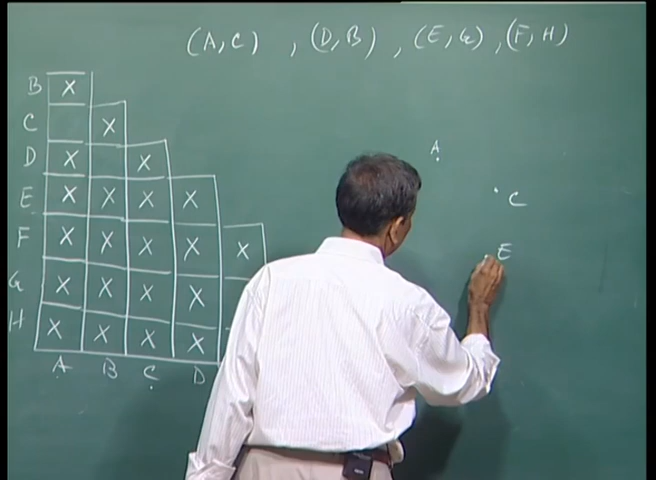 (A, C) , (D, B) , (E, G) , (F, H)
B X
C X
D X X
E X X X X
F X X X X X
G X X X X
H X X X X
A B C D
A
C
E